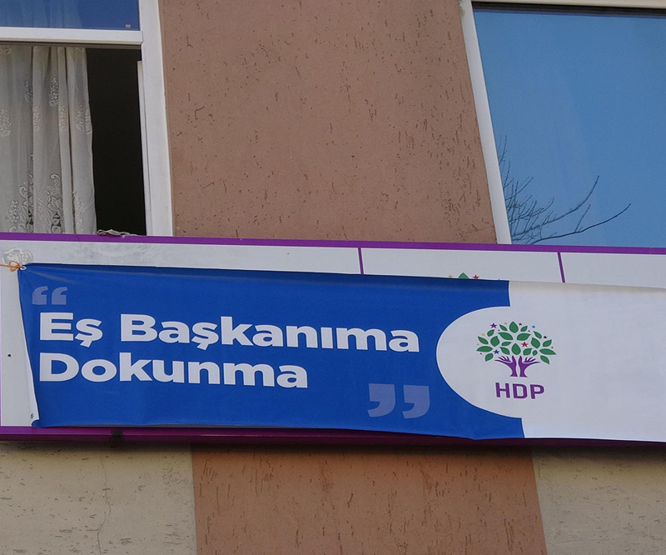 “ Eş Başkanıma
Dokunma ”
HDP